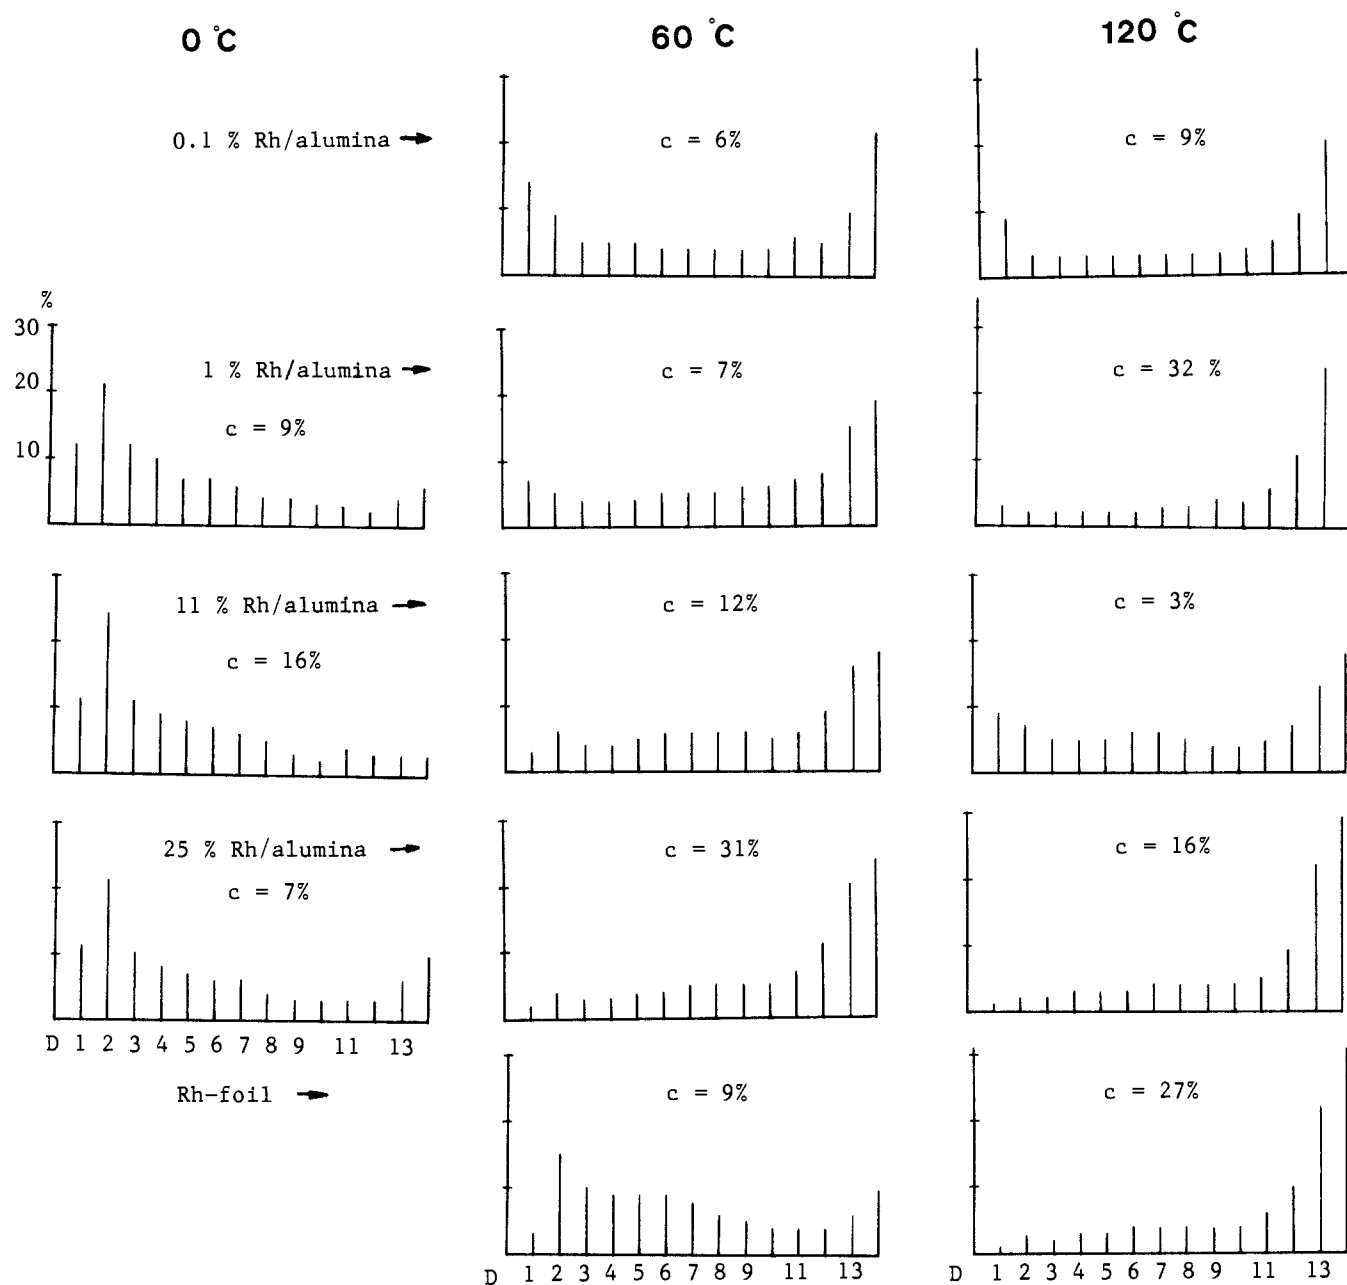 0 °C 60 °C 120 °C
0.1 % Rh/alumina → c = 6% c = 9%
%
30
1 % Rh/alumina → c = 7% c = 32 %
20
c = 9%
10
11 % Rh/alumina → c = 12% c = 3%
c = 16%
25 % Rh/alumina → c = 31% c = 16%
c = 7%
D 1 2 3 4 5 6 7 8 9 11 13
Rh-foil → c = 9% c = 27%
D 1 2 3 4 5 6 7 8 9 11 13 D 1 2 3 4 5 6 7 8 9 11 13